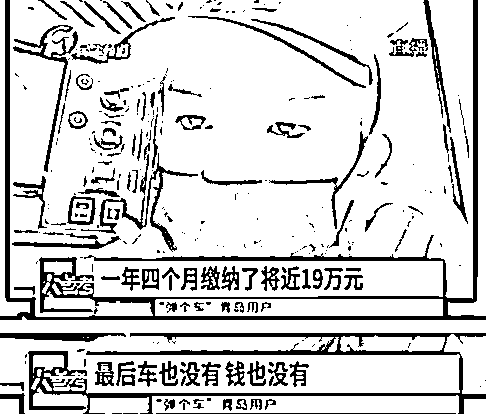 直播
一年四个月缴纳了将近19万元
"弹个车" 青岛用户
最后车也没有 钱也没有
"弹个车" 青岛用户